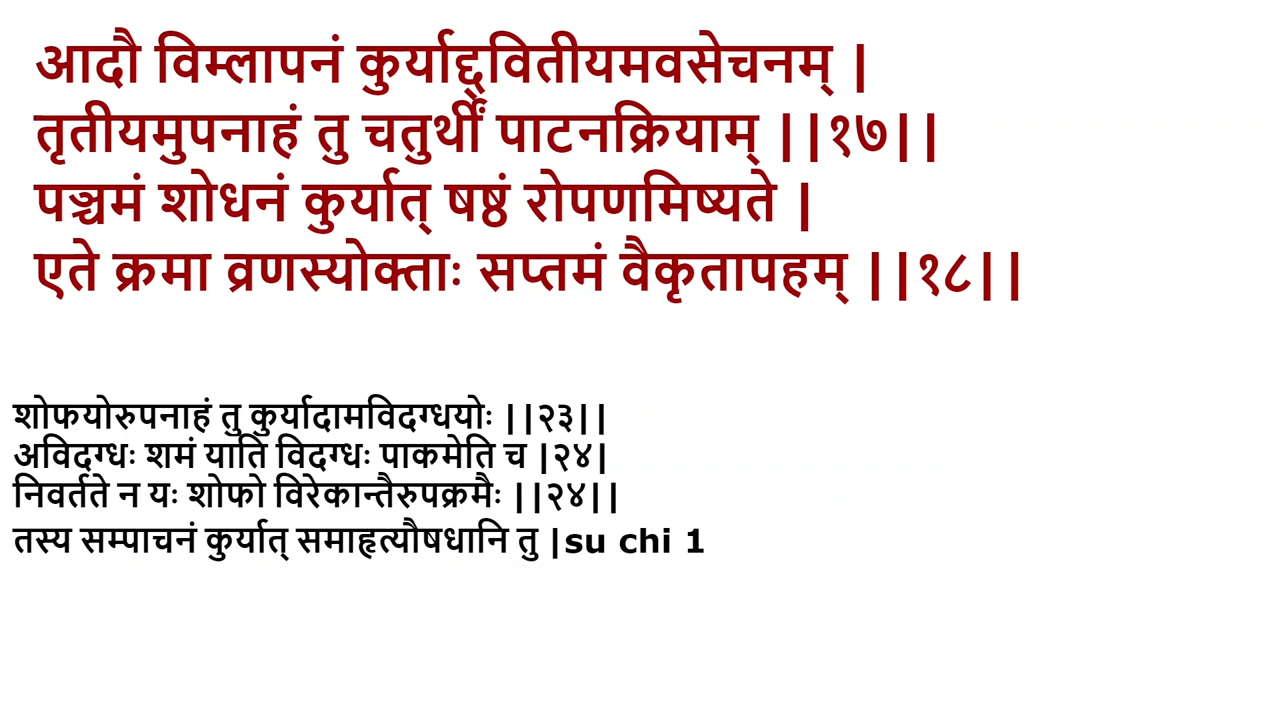 आदौ विम्लापनं कुर्याद्द्वितीयमवसेचनम् |
तृतीयमुपनाहं तु चतुर्थीं पाटनक्रियाम् ||१७||
पञ्चमं शोधनं कुर्यात् षष्ठं रोपणमिष्यते |
एते क्रमा व्रणस्योक्ताः सप्तमं वैकृतापहम् ||१८||
शोफयोरुपनाहं तु कुर्यादामविदग्धयोः ||२३||
अविदग्धः शमं याति विदग्धः पाकमेति च |२४|
निवर्तते न यः शोफो विरेकान्तैरुपक्रमैः ||२४||
तस्य सम्पाचनं कुर्यात् समाहृत्यौषधानि तु |su chi 1